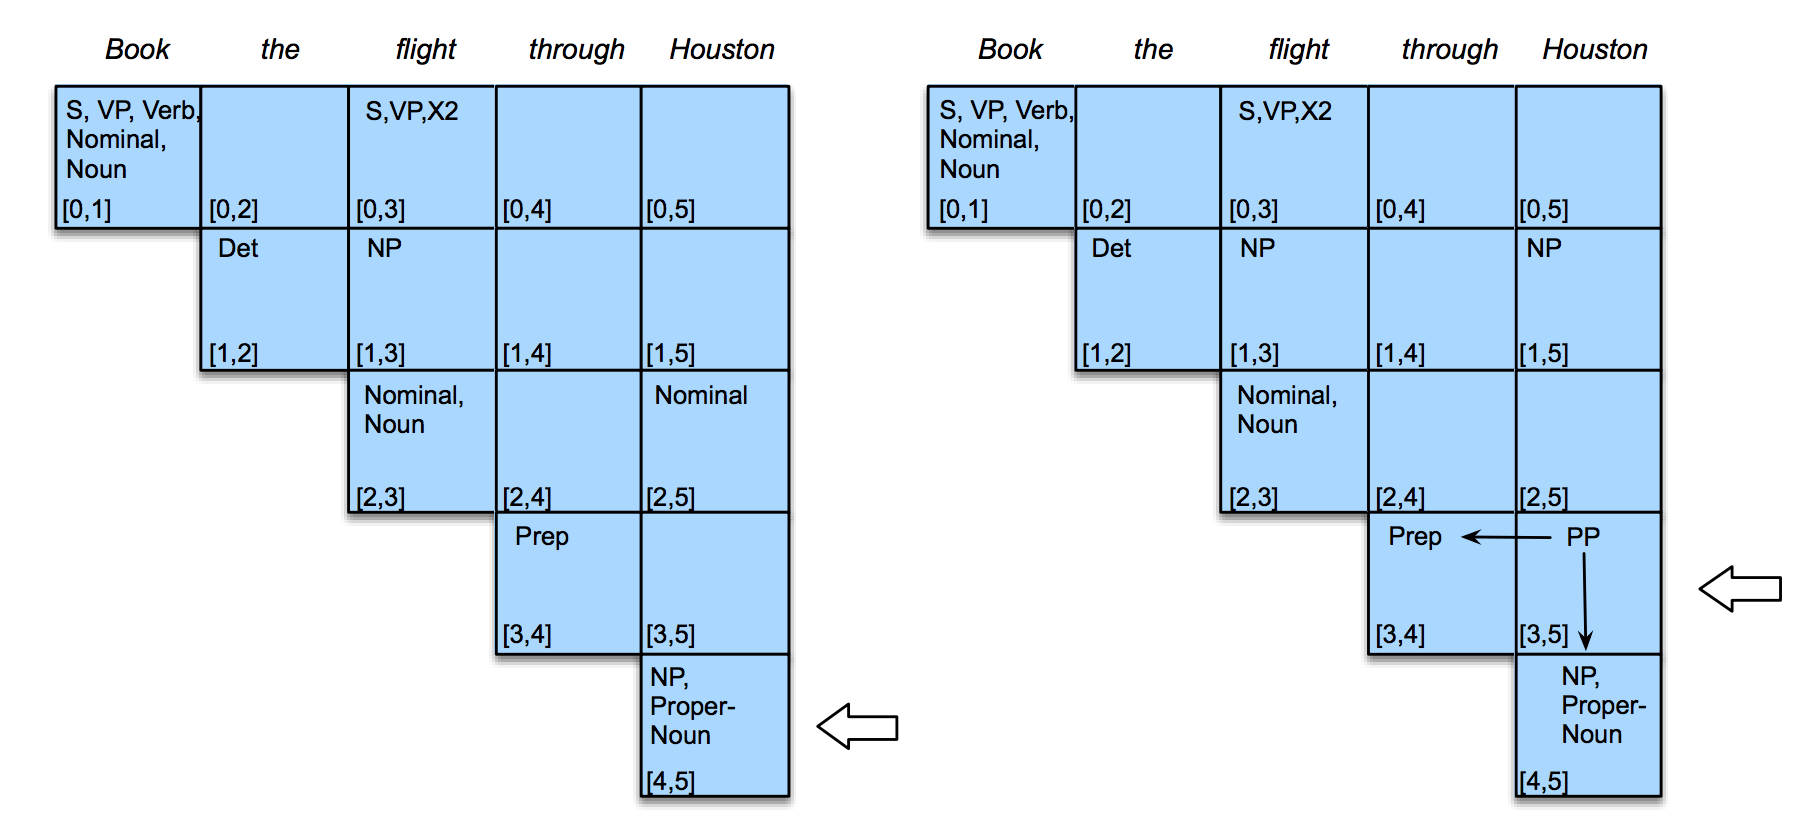 Book the flight through Houston
S, VP, Verb,
Nominal,
Noun
[0,1]
[0,2]
S,VP,X2
[0,3]
[0,4]
[0,5]
Det
[1,2]
NP
[1,3]
[1,4]
[1,5]
Nominal,
Noun
[2,3]
[2,4]
Nominal
[2,5]
Prep
[3,4]
[3,5]
NP,
Proper-
Noun
[4,5]
Book the flight through Houston
S, VP, Verb,
Nominal,
Noun
[0,1]
[0,2]
S,VP,X2
[0,3]
[0,4]
[0,5]
Det
[1,2]
NP
[1,3]
[1,4]
NP
[1,5]
Nominal,
Noun
[2,3]
[2,4]
[2,5]
Prep
[3,4]
PP
[3,5]
NP,
Proper-
Noun
[4,5]